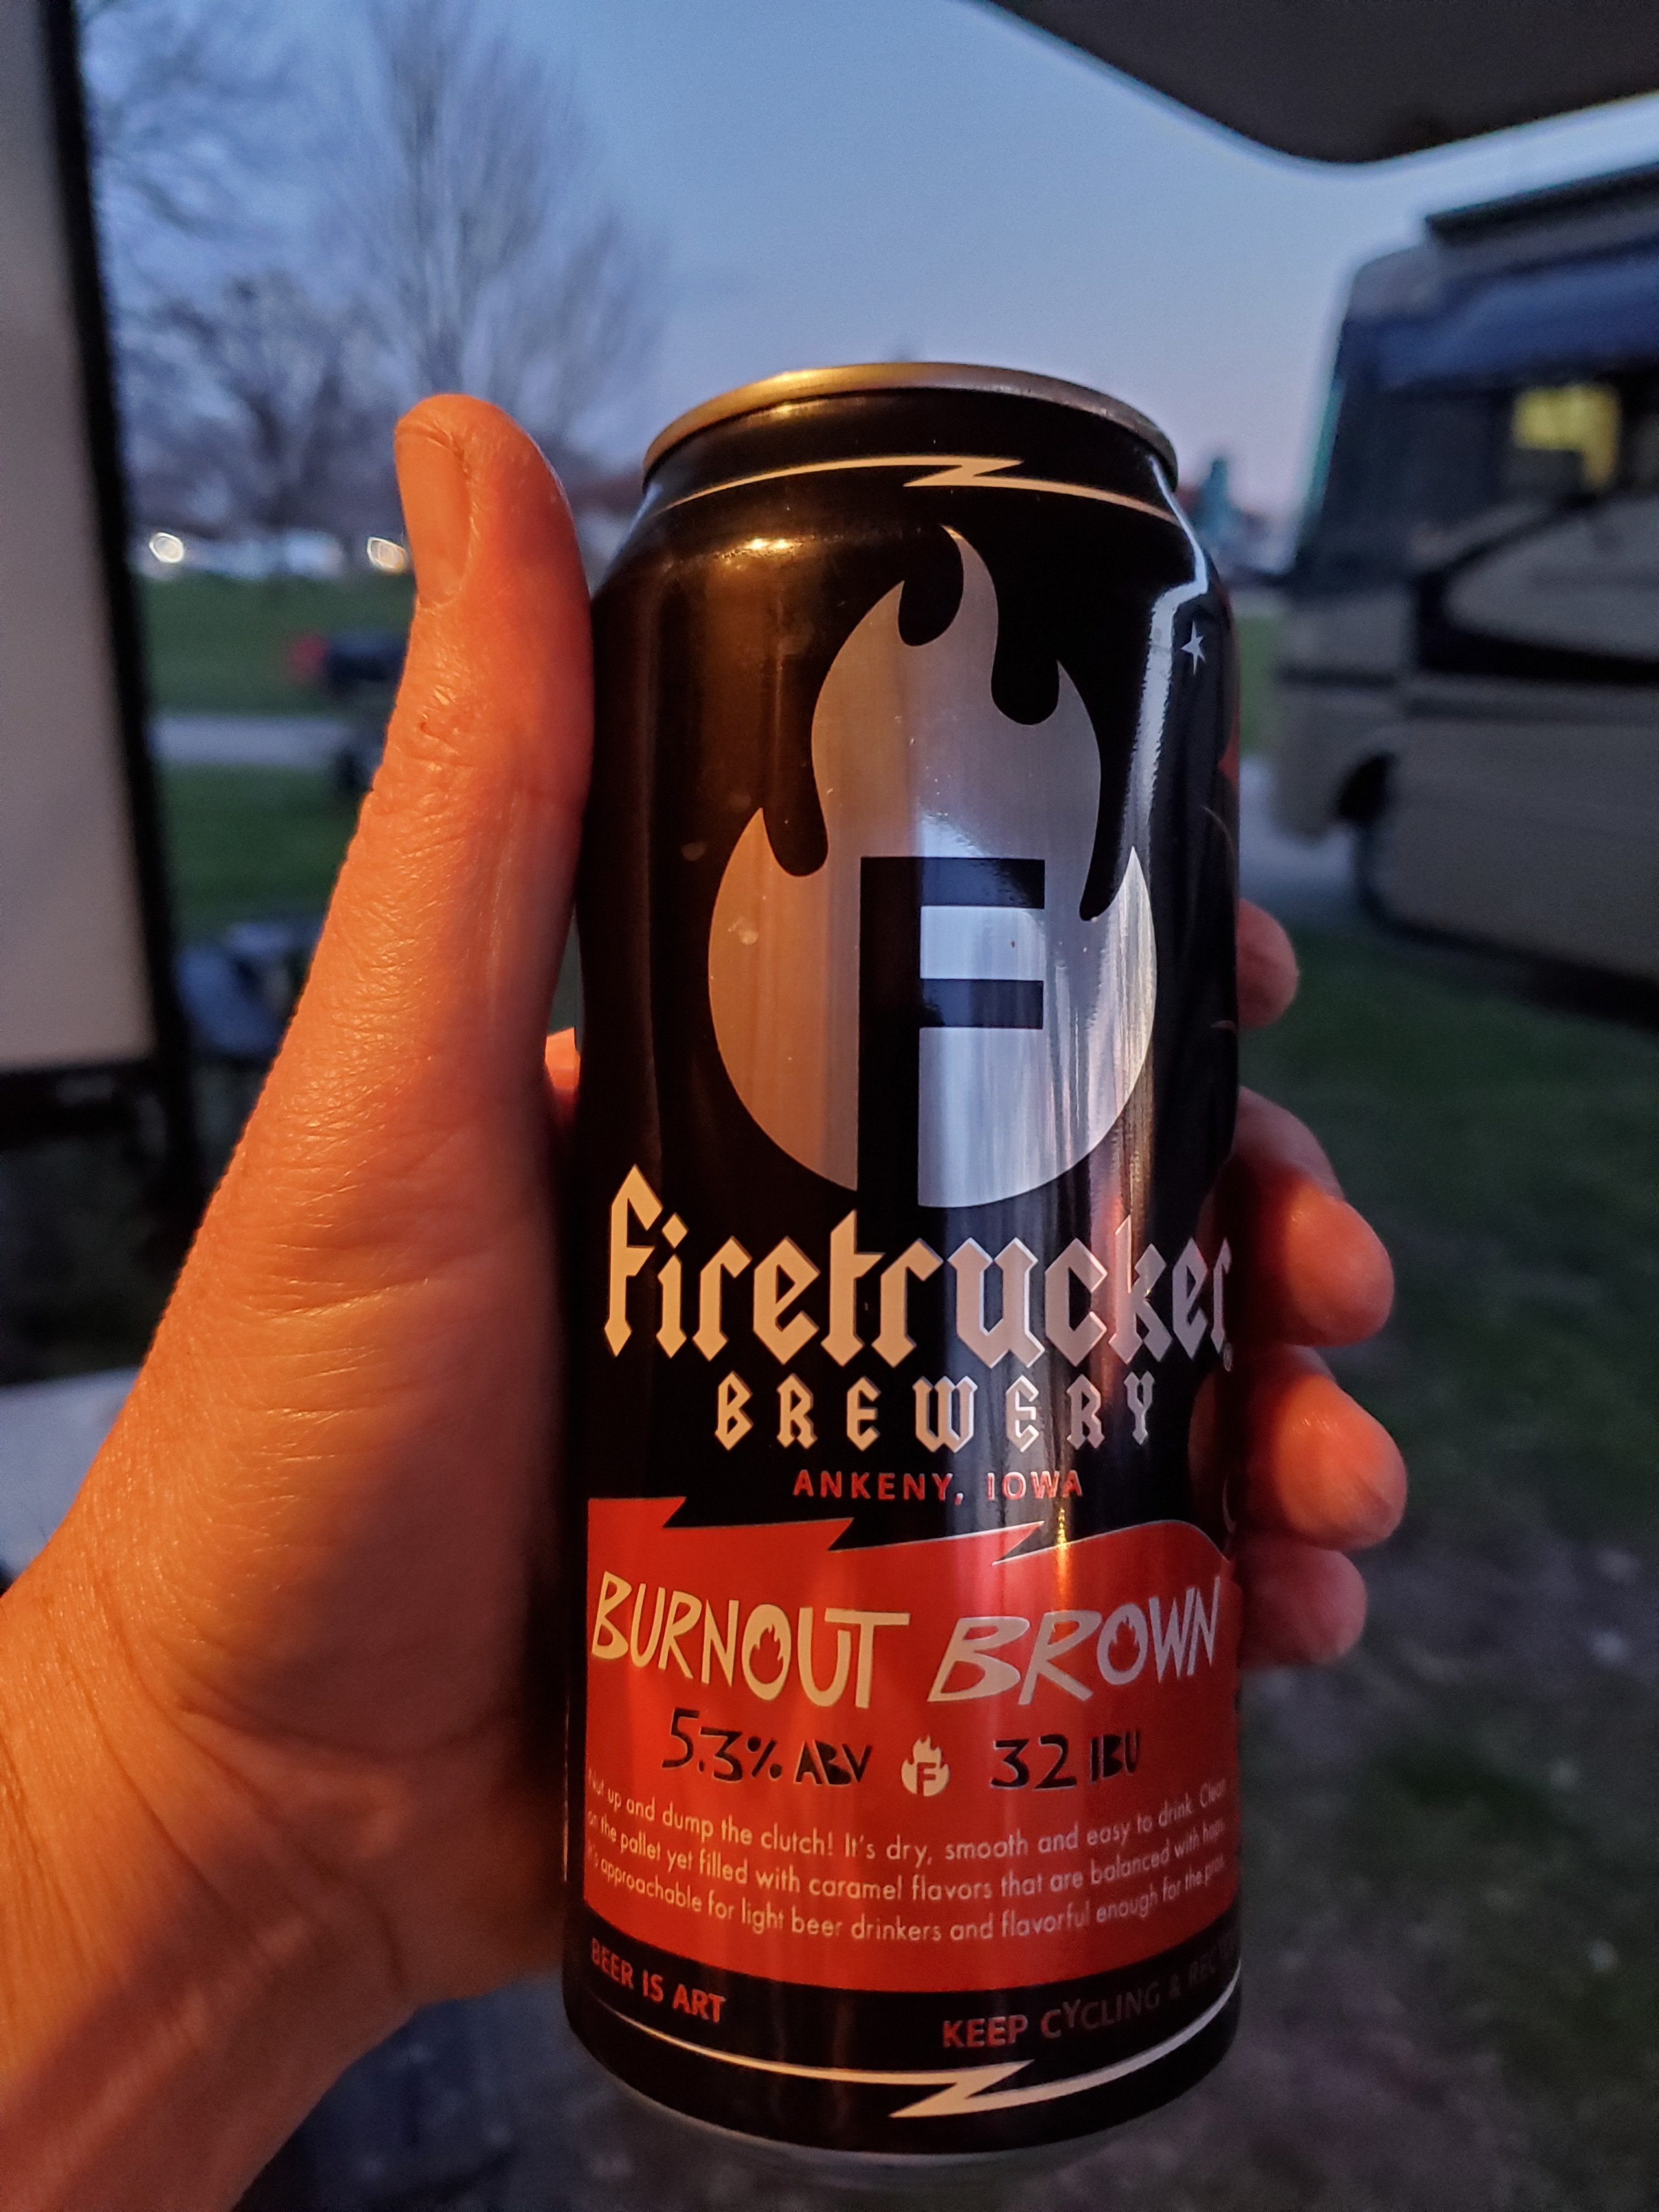 F
firetrucker
BREWERY
ANKENY, IOWA
BURNOUT BROWN
5.3% ABV F 32 IBU
up and dump the clutch! It's dry, smooth and easy to drink. Clean
on the pallet yet filled with caramel flavors that are balanced with hops.
It's approachable for light beer drinkers and flavorful enough for the pros.
BEER IS ART
KEEP CYCLING &